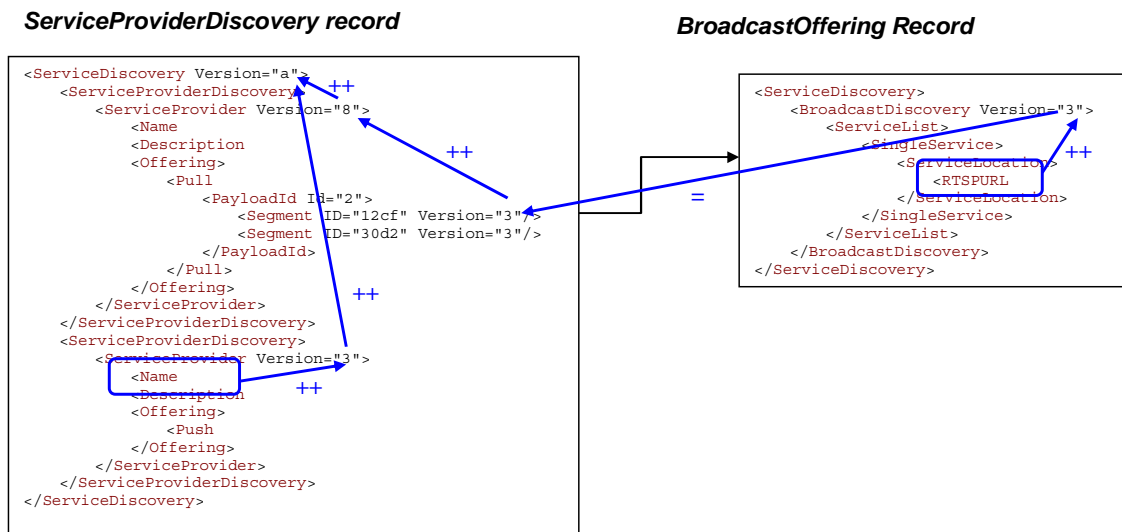 ServiceProviderDiscovery record
<ServiceDiscovery Version="a">
<ServiceProviderDiscovery>
<ServiceProvider Version="8">
<Name
<Description
<Offering>
<Pull
<PayloadId Id="2">
<Segment ID="12cf" Version="3"/>
<Segment ID="30d2" Version="3"/>
</PayloadId>
</Pull>
</Offering>
</ServiceProvider>
</ServiceProviderDiscovery>
<ServiceProviderDiscovery>
<ServiceProvider Version="3">
<Name
<Description
<Offering>
<Push
</Offering>
</ServiceProvider>
</ServiceProviderDiscovery>
</ServiceDiscovery>
++
++
++
++
=
BroadcastOffering Record
<ServiceDiscovery>
<BroadcastDiscovery Version="3">
<ServiceList>
<SingleService>
<ServiceLocation>
<RTSPURL
</ServiceLocation>
</SingleService>
</ServiceList>
</BroadcastDiscovery>
</ServiceDiscovery>
++